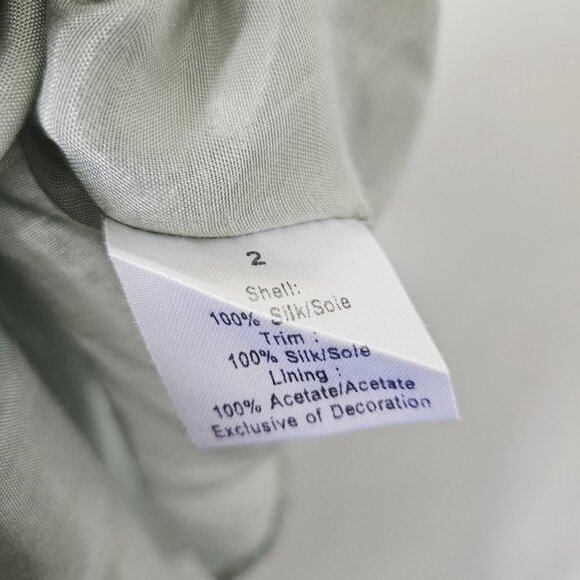 2
Shell:
100% Silk/Soie
Trim :
100% Silk/Soie
Lining :
100% Acetate/Acetate
Exclusive of Decoration